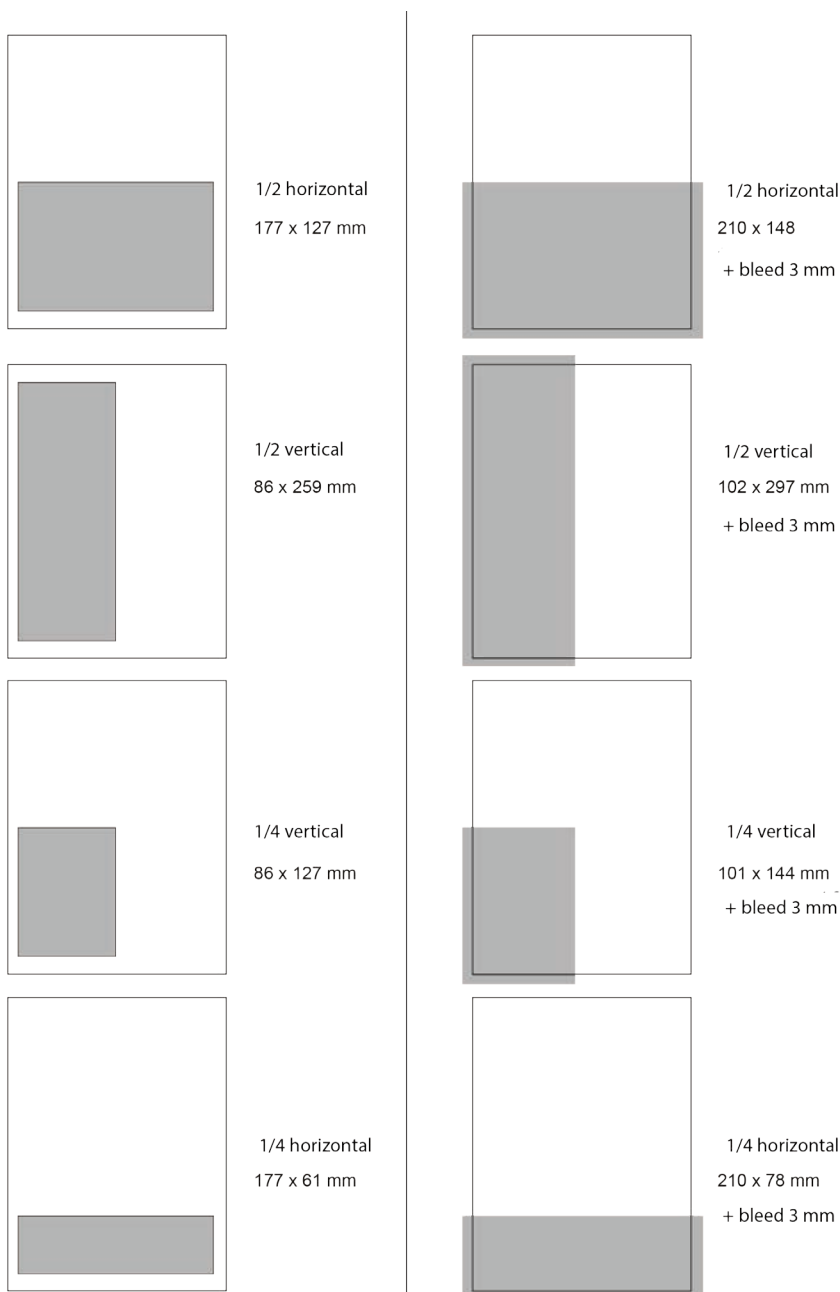 1/2 horizontal
177 x 127 mm
1/2 horizontal
210 x 148
+ bleed 3 mm
1/2 vertical
86 x 259 mm
1/2 vertical
102 x 297 mm
+ bleed 3 mm
1/4 vertical
86 x 127 mm
1/4 vertical
101 x 144 mm
+ bleed 3 mm
1/4 horizontal
177 x 61 mm
1/4 horizontal
210 x 78 mm
+ bleed 3 mm